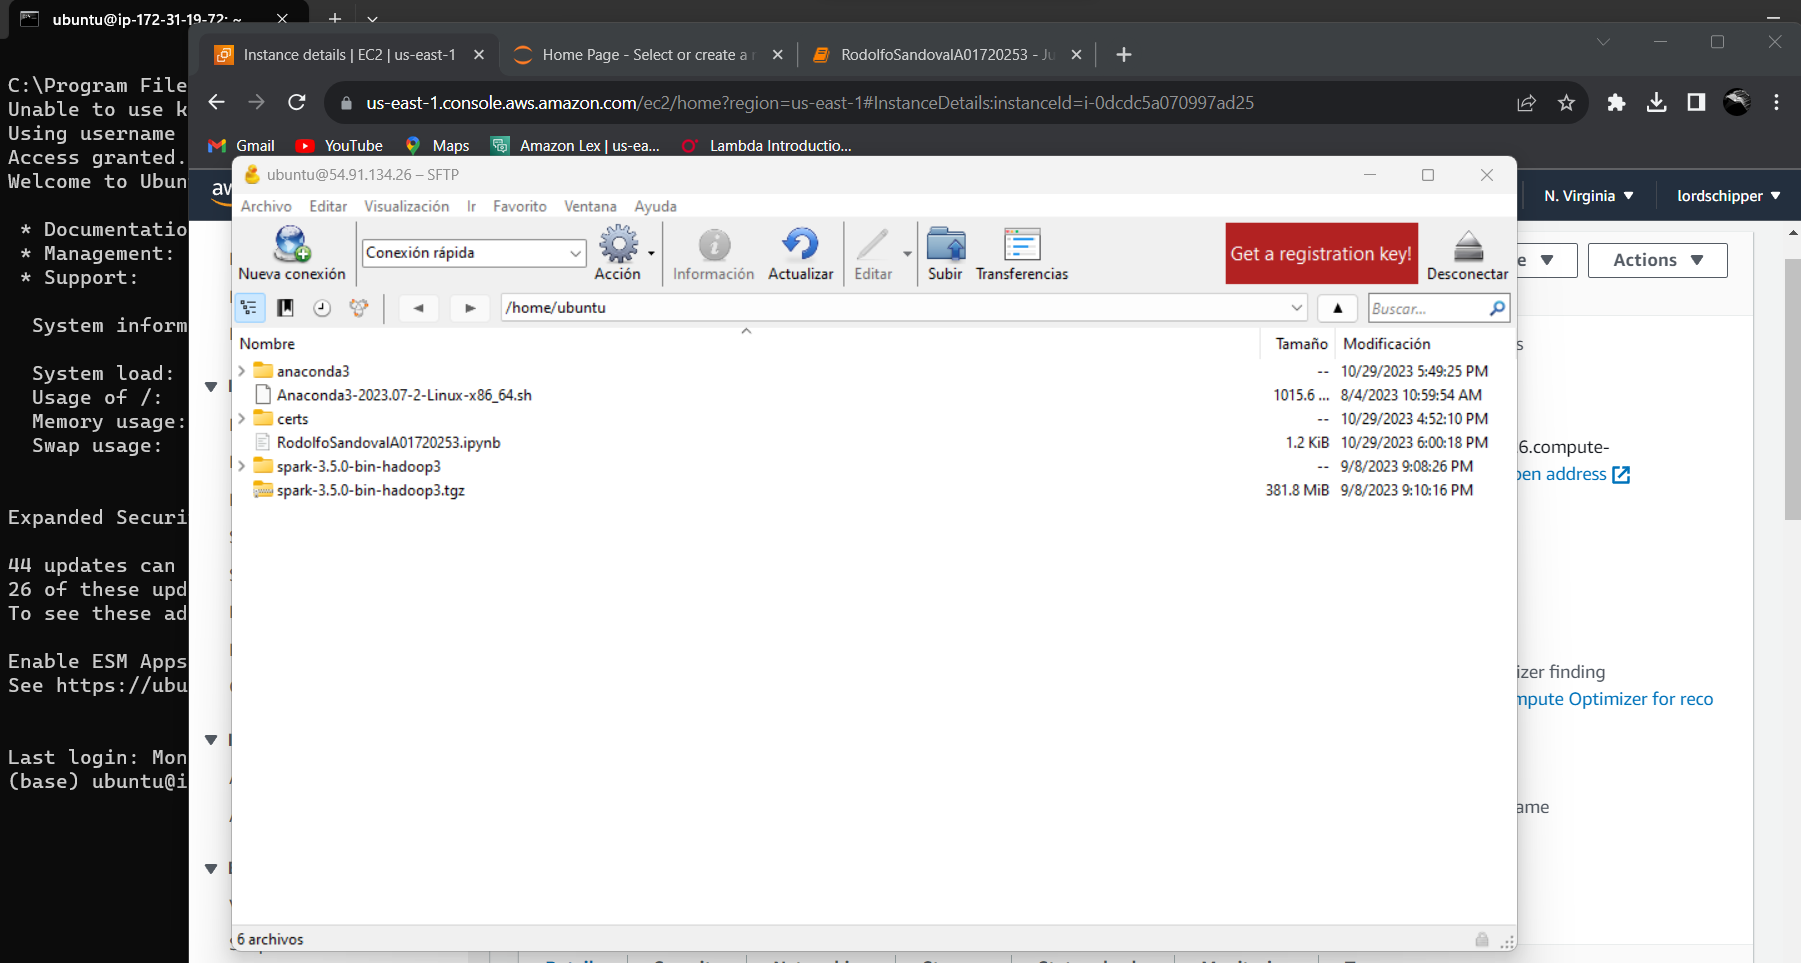 ubuntu@ip-172-31-19-72: ~
Instance details | EC2 | us-east-1
Home Page - Select or create a
RodolfoSandovalA01720253 - Ju
us-east-1.console.aws.amazon.com/ec2/home?region=us-east-1#InstanceDetails:instanceId=i-0dcdc5a070997ad25
Gmail
YouTube
Maps
Amazon Lex | us-ea...
Lambda Introductio...
C:\Program File
Unable to use k
Using username
Access granted.
Welcome to Ubun
* Documentatio
* Management:
* Support:
System inform
System load:
Usage of /:
Memory usage:
Swap usage:
Expanded Securi
44 updates can
26 of these upd
To see these ad
Enable ESM Apps
See https://ubu
Last login: Mon
(base) ubuntu@i
aw
N. Virginia
lordschipper
ubuntu@54.91.134.26 – SFTP
Archivo Editar Visualización Ir Favorito Ventana Ayuda
Nueva conexión
Conexión rápida
Acción
Información
Actualizar
Editar
Subir
Transferencias
Get a registration key!
Desconectar
/home/ubuntu
Buscar...
Nombre Tamaño Modificación
anaconda3 -- 10/29/2023 5:49:25 PM
Anaconda3-2023.07-2-Linux-x86_64.sh 1015.6 ... 8/4/2023 10:59:54 AM
certs -- 10/29/2023 4:52:10 PM
RodolfoSandovalA01720253.ipynb 1.2 KiB 10/29/2023 6:00:18 PM
spark-3.5.0-bin-hadoop3 -- 9/8/2023 9:08:26 PM
spark-3.5.0-bin-hadoop3.tgz 381.8 MiB 9/8/2023 9:10:16 PM
6 archivos
e
Actions
s
6.compute-
pen address
izer finding
mpute Optimizer for reco
ame